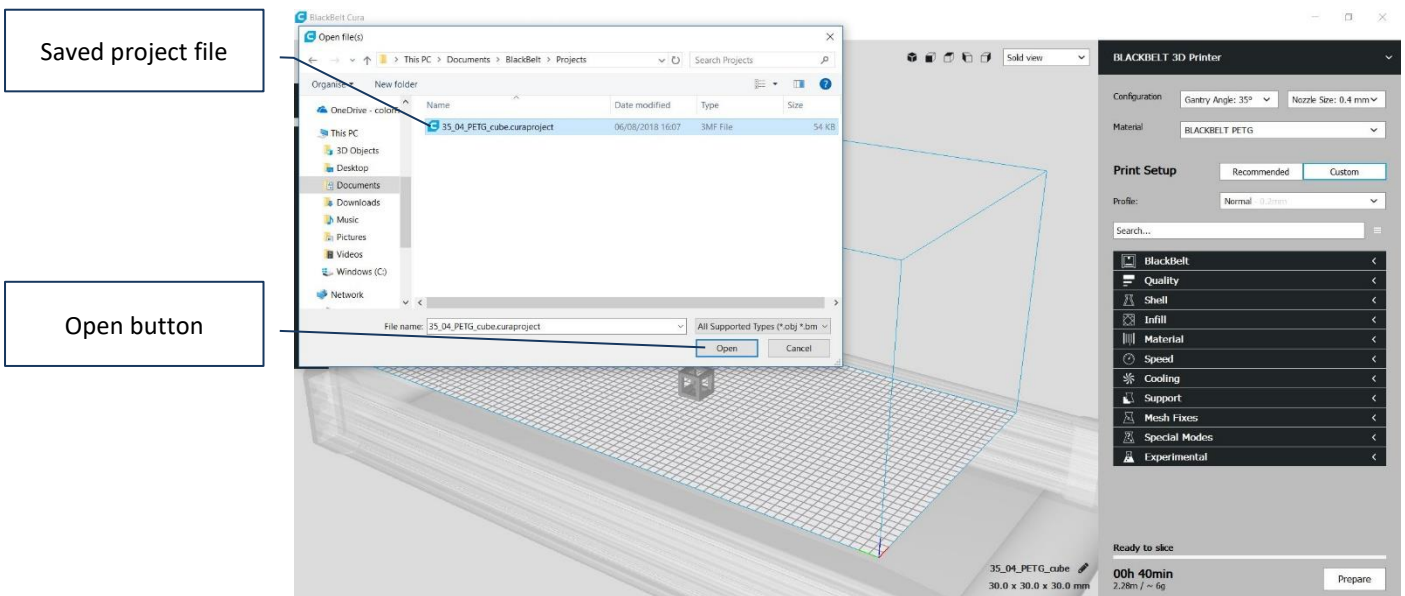 Saved project file
Open button
BlackBelt Cura
Open file(s)
This PC > Documents > BlackBelt > Projects
Search Projects
Organise
New folder
Name
Date modified
Type
Size
OneDrive -
This PC
3D Objects
Desktop
Documents
Downloads
Music
Pictures
Videos
Windows (C:)
Network
35_04_PETG_cube.curaproject
06/08/2018 16:07
3MF File
54 KB
File name: 35_04_PETG_cube.curaproject
All Supported Types (*.obj *.bm
Open
Cancel
Solid view
35_04_PETG_cube
30.0 x 30.0 x 30.0 mm
BLACKBELT 3D Printer
Configuration
Gantry Angle: 35°
Nozzle Size: 0.4 mm
Material
BLACKBELT PETG
Print Setup
Recommended
Custom
Profile:
Normal 0.2mm
Search...
BlackBelt
Quality
Shell
Infill
Material
Speed
Cooling
Support
Mesh Fixes
Special Modes
Experimental
Ready to slice
00h 40min
2.28m / ~ 6g
Prepare